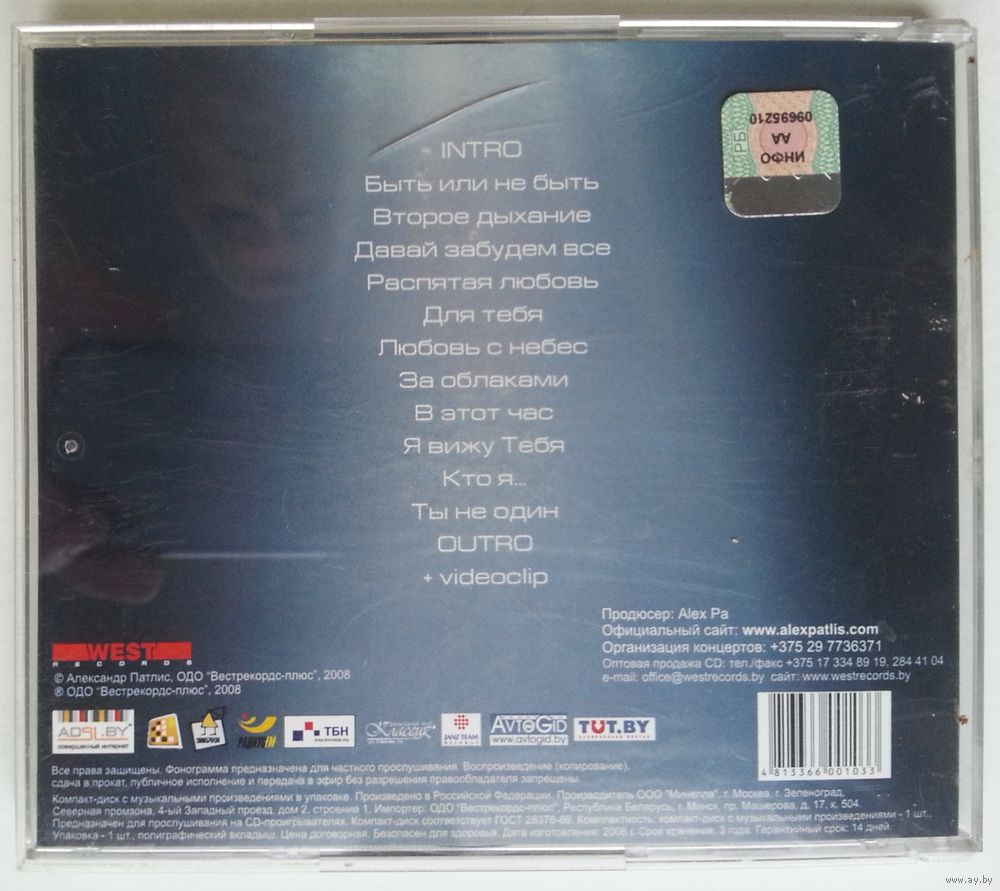 INTRO
Быть или не быть
Второе дыхание
Давай забудем все
Распятая любовь
Для тебя
Любовь с небес
За облаками
В этот час
Я вижу Тебя
Кто я...
Ты не один
OUTRO
+ videoclip
РБ
ИНФО
АА
09695210
Продюсер: Alex Pa
Официальный сайт: www.alexpatlis.com
Организация концертов: +375 29 7736371
Оптовая продажа CD: тел./факс +375 17 334 89 19, 284 41 04
e-mail: office@westrecords.by сайт: www.westrecords.by
WEST
RECORDS
© Александр Патлис, ОДО "Вестрекордс-плюс", 2008
® ОДО "Вестрекордс-плюс", 2008
ADSL.BY
совершенный интернет
РАДИУСFM
ТБН
Классик
JANZ TEAM
RECORDS
AVTOGID
www.avtogid.by
TUT.BY
БЕЛОРУССКИЙ ПОРТАЛ
4 813366 001033
Все права защищены. Фонограмма предназначена для частного прослушивания. Воспроизведение (копирование),
сдача в прокат, публичное исполнение и передача в эфир без разрешения правообладателя запрещены.
Компакт-диск с музыкальными произведениями в упаковке. Произведено в Российской Федерации. Производитель ООО "Минелла", г. Москва, г. Зеленоград,
Северная промзона, 4-ый Западный проезд, дом 2, строение 1. Импортер: ОДО "Вестрекордс-плюс", Республика Беларусь, г. Минск, пр. Машерова, д. 17, к. 504.
Предназначен для прослушивания на CD-проигрывателях. Компакт-диск соответствует ГОСТ 28376-89. Комплектность: компакт-диск с музыкальными произведениями - 1 шт.,
Упаковка - 1 шт., полиграфический вкладыш. Цена договорная. Безопасен для здоровья. Дата изготовления: 2008 г. Срок хранения: 3 года. Гарантийный срок: 14 дней.
www.ay.by